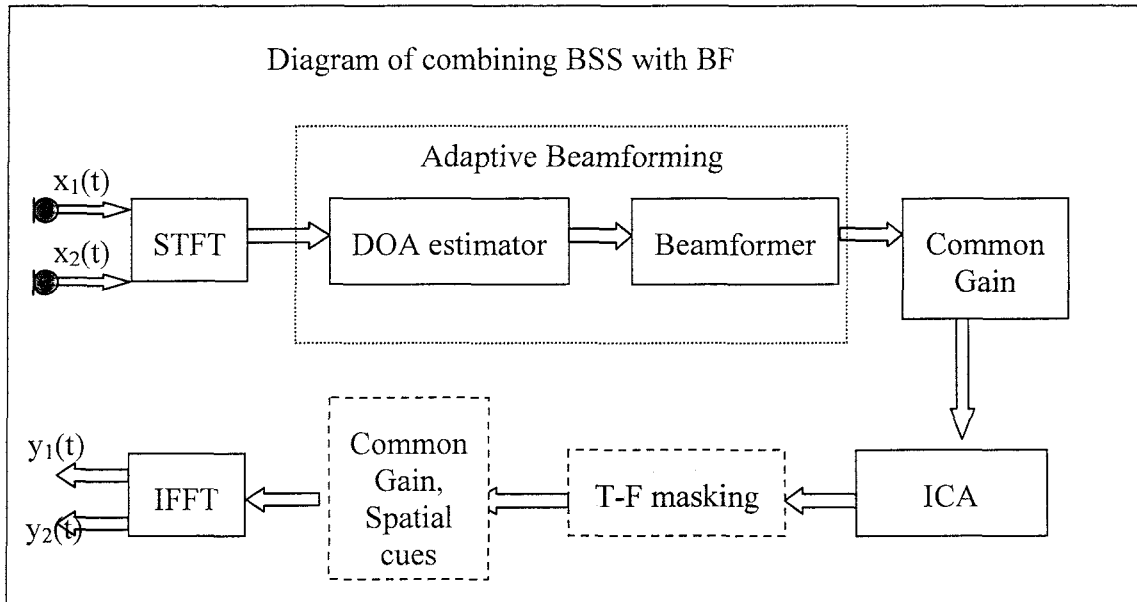 Diagram of combining BSS with BF
Adaptive Beamforming
x1(t)
x2(t)
STFT
DOA estimator
Beamformer
Common
Gain
ICA
T-F masking
Common
Gain,
Spatial
cues
IFFT
y1(t)
y2(t)